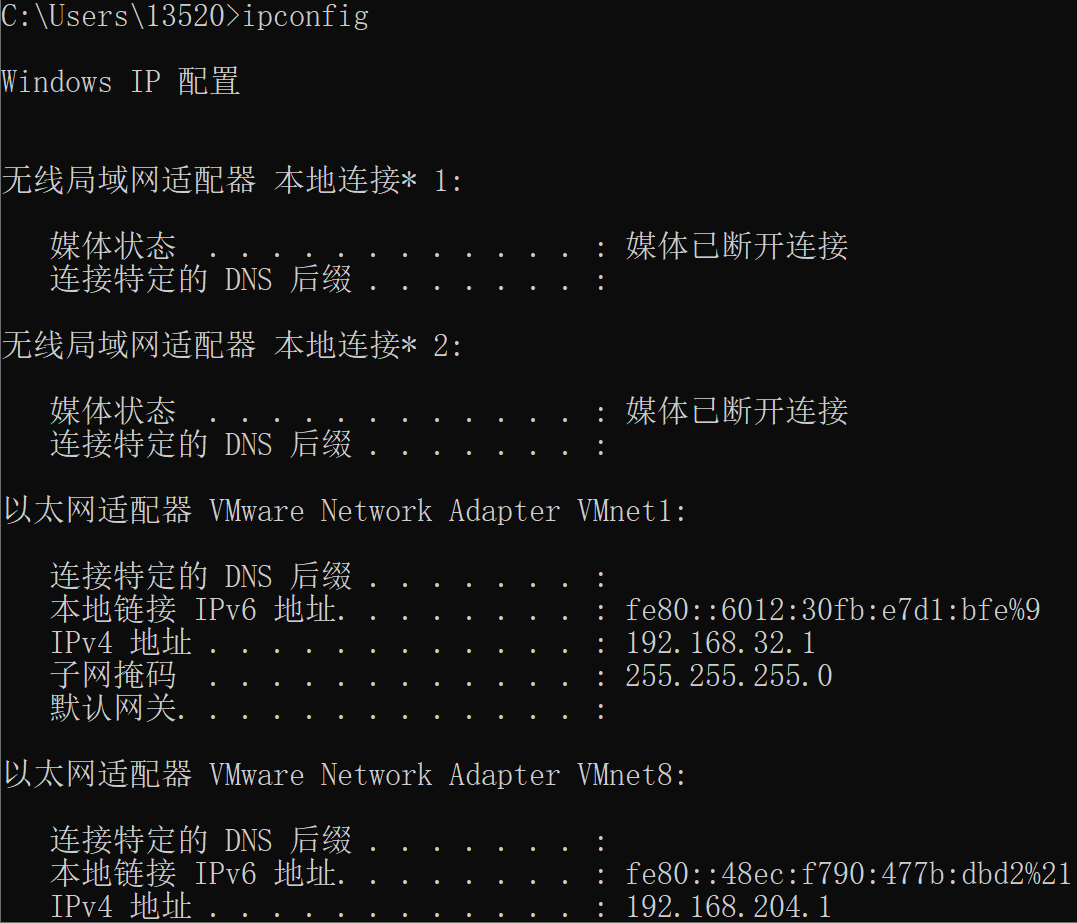 C:\Users\13520>ipconfig
Windows IP 配置
无线局域网适配器 本地连接* 1:
媒体状态  . . . . . . . . . . . . : 媒体已断开连接
连接特定的 DNS 后缀 . . . . . . . :
无线局域网适配器 本地连接* 2:
媒体状态  . . . . . . . . . . . . : 媒体已断开连接
连接特定的 DNS 后缀 . . . . . . . :
以太网适配器 VMware Network Adapter VMnet1:
连接特定的 DNS 后缀 . . . . . . . :
本地链接 IPv6 地址. . . . . . . . : fe80::6012:30fb:e7d1:bfe%9
IPv4 地址 . . . . . . . . . . . . : 192.168.32.1
子网掩码  . . . . . . . . . . . . : 255.255.255.0
默认网关. . . . . . . . . . . . . :
以太网适配器 VMware Network Adapter VMnet8:
连接特定的 DNS 后缀 . . . . . . . :
本地链接 IPv6 地址. . . . . . . . : fe80::48ec:f790:477b:dbd2%21
IPv4 地址 . . . . . . . . . . . . : 192.168.204.1